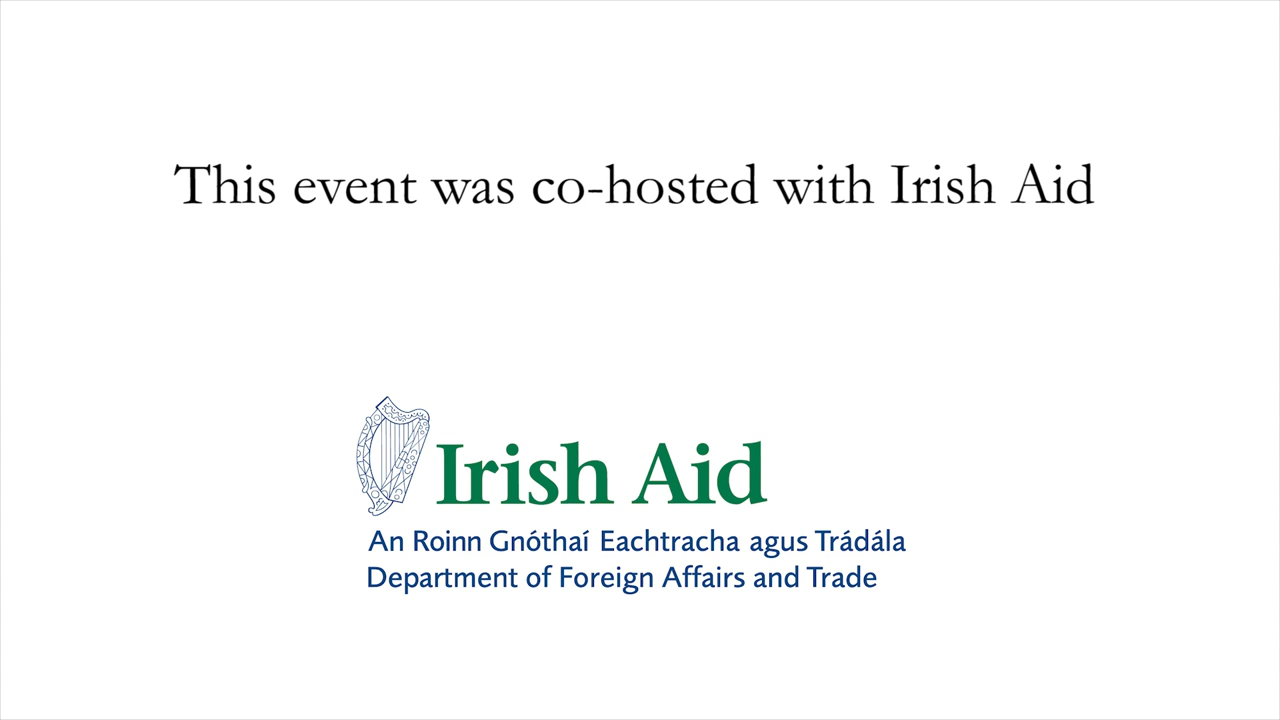 This event was co-hosted with Irish Aid
Irish Aid
An Roinn Gnóthaí Eachtracha agus Trádála
Department of Foreign Affairs and Trade